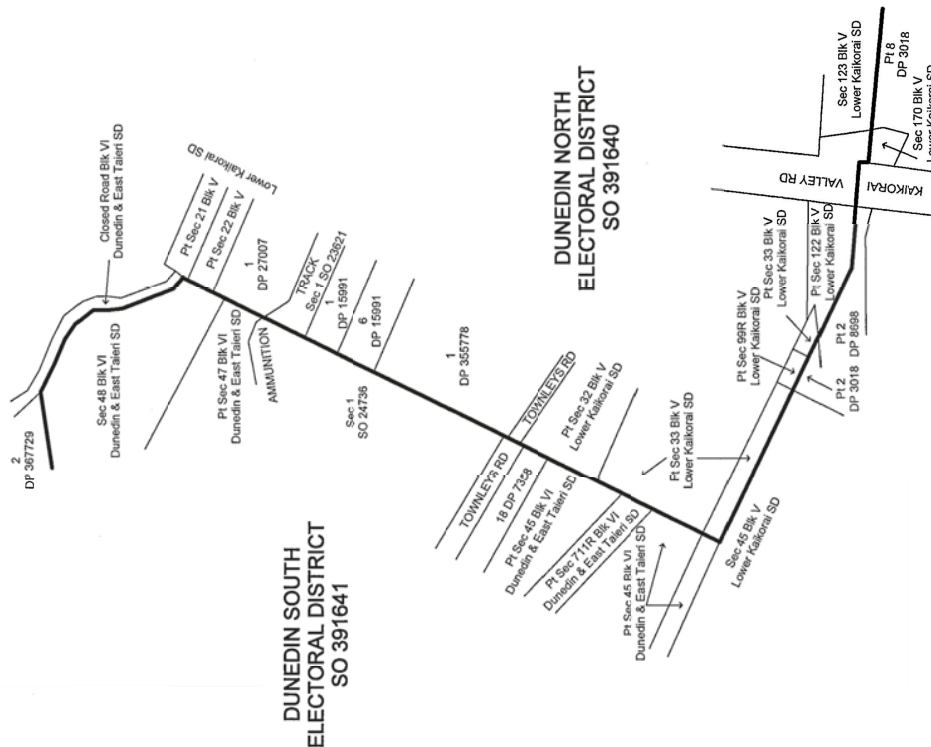 2
DP 367729
Closed Road Blk VI
Dunedin & East Taieri SD
Sec 48 Blk VI
Dunedin & East Taieri SD
Pt Sec 21 Blk V
Lower Kaikorai SD
Pt Sec 22 Blk V
1
DP 27007
Pt Sec 47 Blk VI
Dunedin & East Taieri SD
AMMUNITION
TRACK
Sec 1 SO 23621
1
DP 15991
6
DP 15991
Sec 1
SO 24736
1
DP 355778
DUNEDIN NORTH
ELECTORAL DISTRICT
SO 391640
DUNEDIN SOUTH
ELECTORAL DISTRICT
SO 391641
TOWNLEYS RD
TOWNLEYS RD
18 DP 7358
Pt Sec 32 Blk V
Lower Kaikorai SD
Pt Sec 45 Blk VI
Dunedin & East Taieri SD
Pt Sec 711R Blk VI
Dunedin & East Taieri SD
Pt Sec 33 Blk V
Lower Kaikorai SD
Pt Sec 45 Blk VI
Dunedin & East Taieri SD
Sec 45 Blk V
Lower Kaikorai SD
Pt Sec 99R Blk V
Lower Kaikorai SD
Pt Sec 33 Blk V
Lower Kaikorai SD
Pt Sec 122 Blk V
Lower Kaikorai SD
Pt 2
DP 3018
Pt 2
DP 8698
VALLEY RD
KAIKORAI
Sec 123 Blk V
Lower Kaikorai SD
Pt 8
DP 3018
Sec 170 Blk V
Lower Kaikorai SD